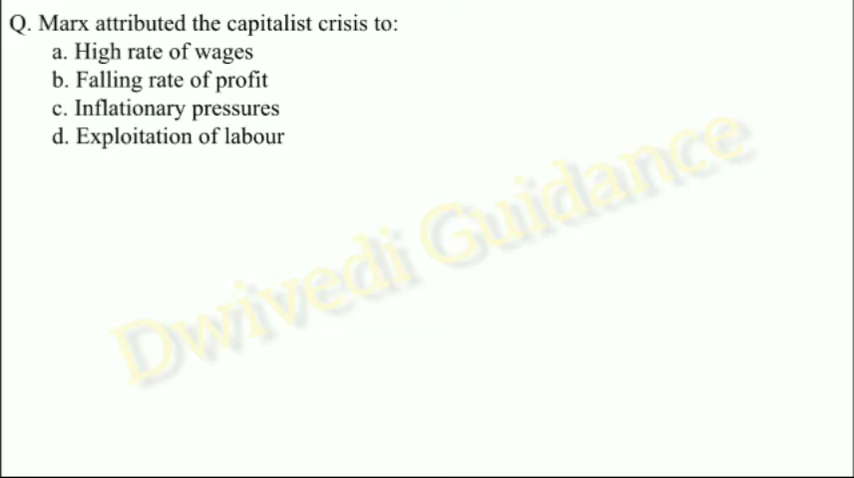 Q. Marx attributed the capitalist crisis to:
a. High rate of wages
b. Falling rate of profit
c. Inflationary pressures
d. Exploitation of labour
Dwivedi Guidance